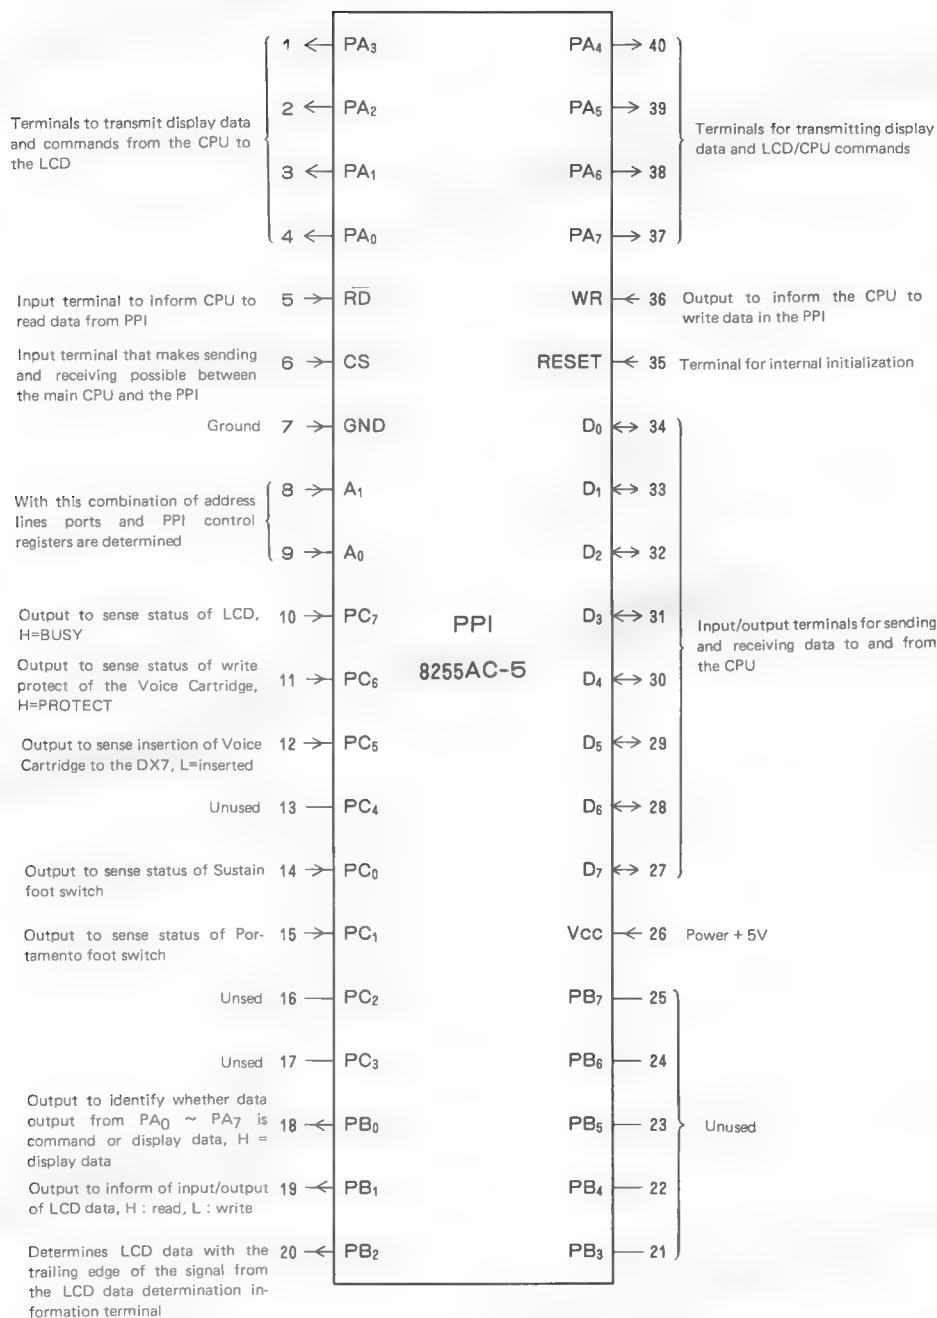 1 PA3
2 PA2
Terminals to transmit display data
and commands from the CPU to
the LCD
3 PA1
4 PA0
Input terminal to inform CPU to
read data from PPI
5 RD
Input terminal that makes sending
and receiving possible between
the main CPU and the PPI
6 CS
Ground 7 GND
8 A1
With this combination of address
lines ports and PPI control
registers are determined
9 A0
Output to sense status of LCD,
H=BUSY
10 PC7
Output to sense status of write
protect of the Voice Cartridge,
H=PROTECT
11 PC6
Output to sense insertion of Voice
Cartridge to the DX7, L=inserted
12 PC5
Unused 13 PC4
Output to sense status of Sustain
foot switch
14 PC0
Output to sense status of Por-
tamento foot switch
15 PC1
Unsed 16 PC2
Unsed 17 PC3
Output to identify whether data
output from PA0 ~ PA7 is
command or display data, H =
display data
18 PB0
Output to inform of input/output
of LCD data, H : read, L : write
19 PB1
Determines LCD data with the
trailing edge of the signal from
the LCD data determination in-
formation terminal
20 PB2
PPI
8255AC-5
PA4 40
PA5 39
Terminals for transmitting display
data and LCD/CPU commands
PA6 38
PA7 37
WR 36
Output to inform the CPU to
write data in the PPI
RESET 35 Terminal for internal initialization
D0 34
D1 33
D2 32
D3 31
Input/output terminals for sending
and receiving data to and from
the CPU
D4 30
D5 29
D6 28
D7 27
Vcc 26 Power + 5V
PB7 25
PB6 24
PB5 23
Unused
PB4 22
PB3 21